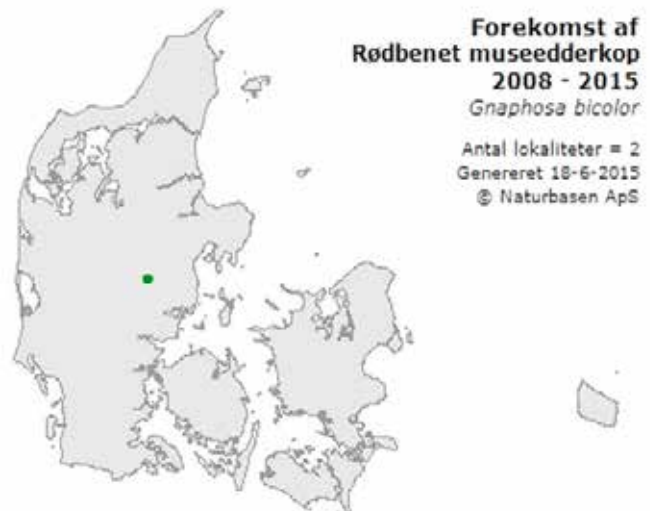 Forekomst af
Rødbenet museedderkop
2008 - 2015
Gnaphosa bicolor
Antal lokaliteter = 2
Genereret 18-6-2015
© Naturbasen ApS